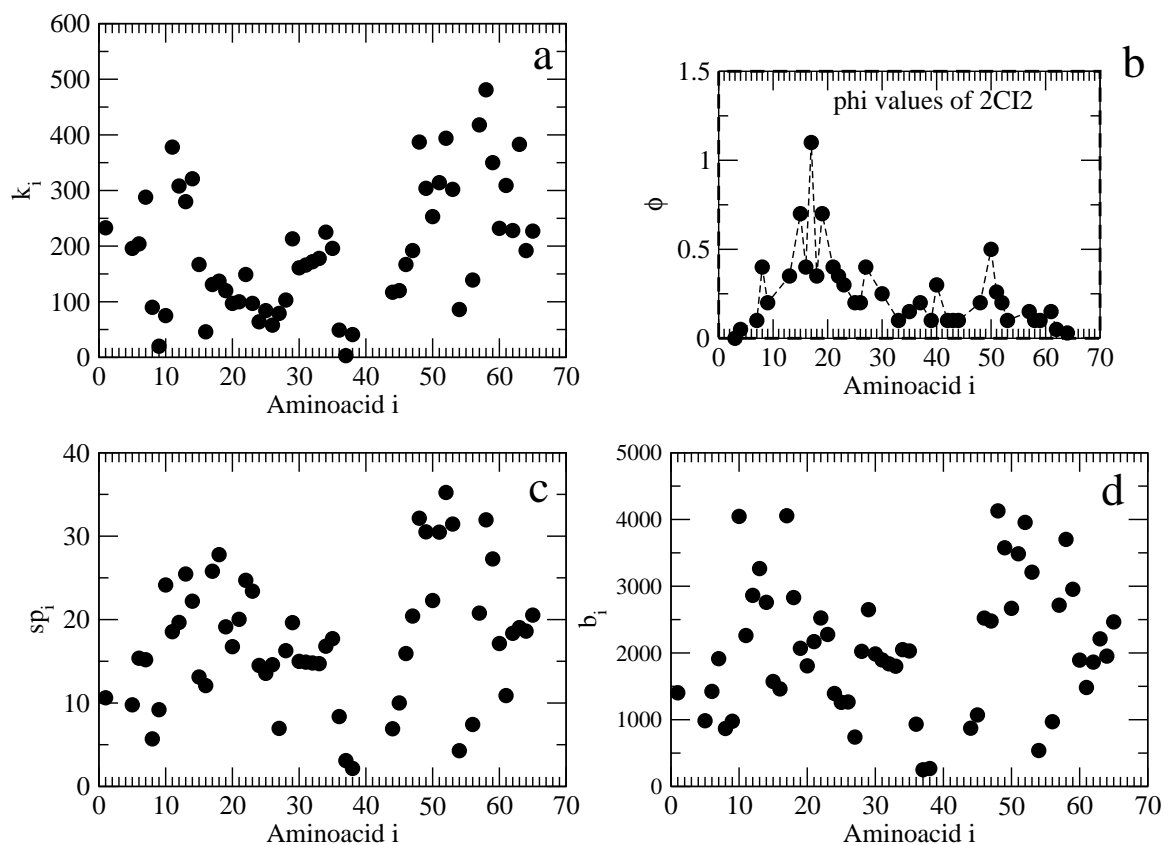 600
500
400
300
200
100
0
k_i
a
0 10 20 30 40 50 60 70
Aminoacid i
b
1.5
1
0.5
0
ϕ
phi values of 2CI2
0 10 20 30 40 50 60 70
Aminoacid i
40
30
20
10
0
sp_i
c
0 10 20 30 40 50 60 70
Aminoacid i
5000
4000
3000
2000
1000
0
b_i
d
0 10 20 30 40 50 60 70
Aminoacid i